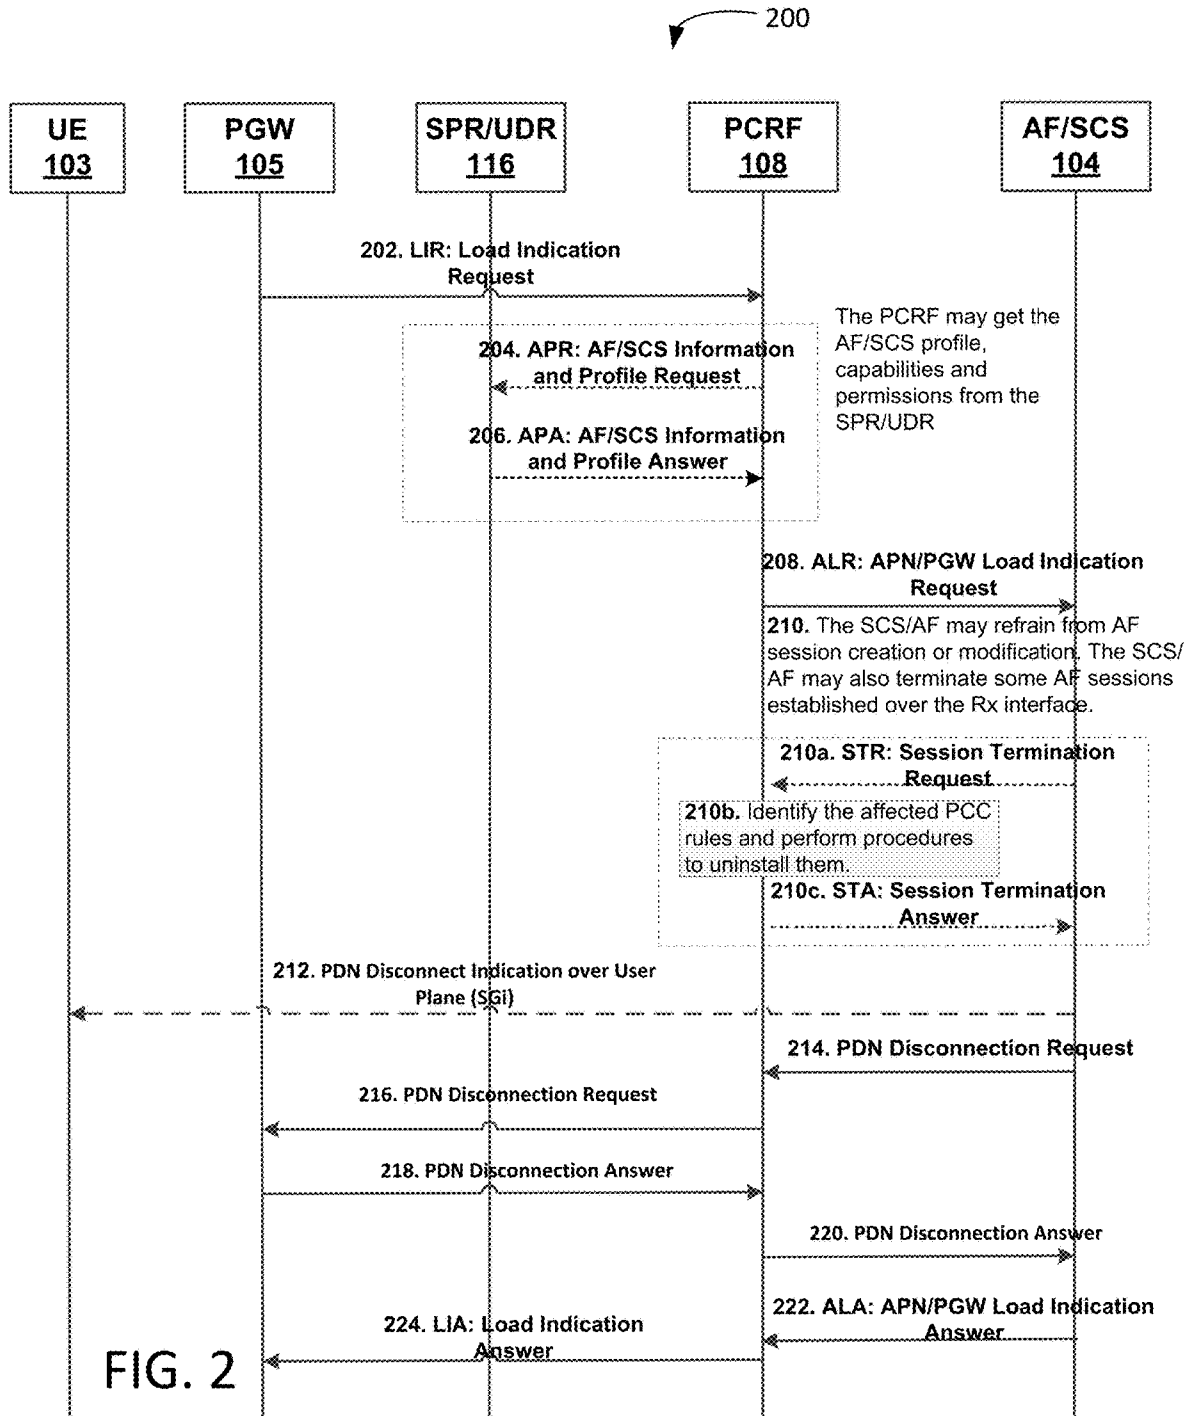 200
UE
103
PGW
105
SPR/UDR
116
PCRF
108
AF/SCS
104
202. LIR: Load Indication
Request
The PCRF may get the
AF/SCS profile,
capabilities and
permissions from the
SPR/UDR
204. APR: AF/SCS Information
and Profile Request
206. APA: AF/SCS Information
and Profile Answer
208. ALR: APN/PGW Load Indication
Request
210. The SCS/AF may refrain from AF
session creation or modification. The SCS/
AF may also terminate some AF sessions
established over the Rx interface.
210a. STR: Session Termination
Request
210b. Identify the affected PCC
rules and perform procedures
to uninstall them.
210c. STA: Session Termination
Answer
212. PDN Disconnect Indication over User
Plane (SGi)
214. PDN Disconnection Request
216. PDN Disconnection Request
218. PDN Disconnection Answer
220. PDN Disconnection Answer
222. ALA: APN/PGW Load Indication
Answer
224. LIA: Load Indication
Answer
FIG. 2